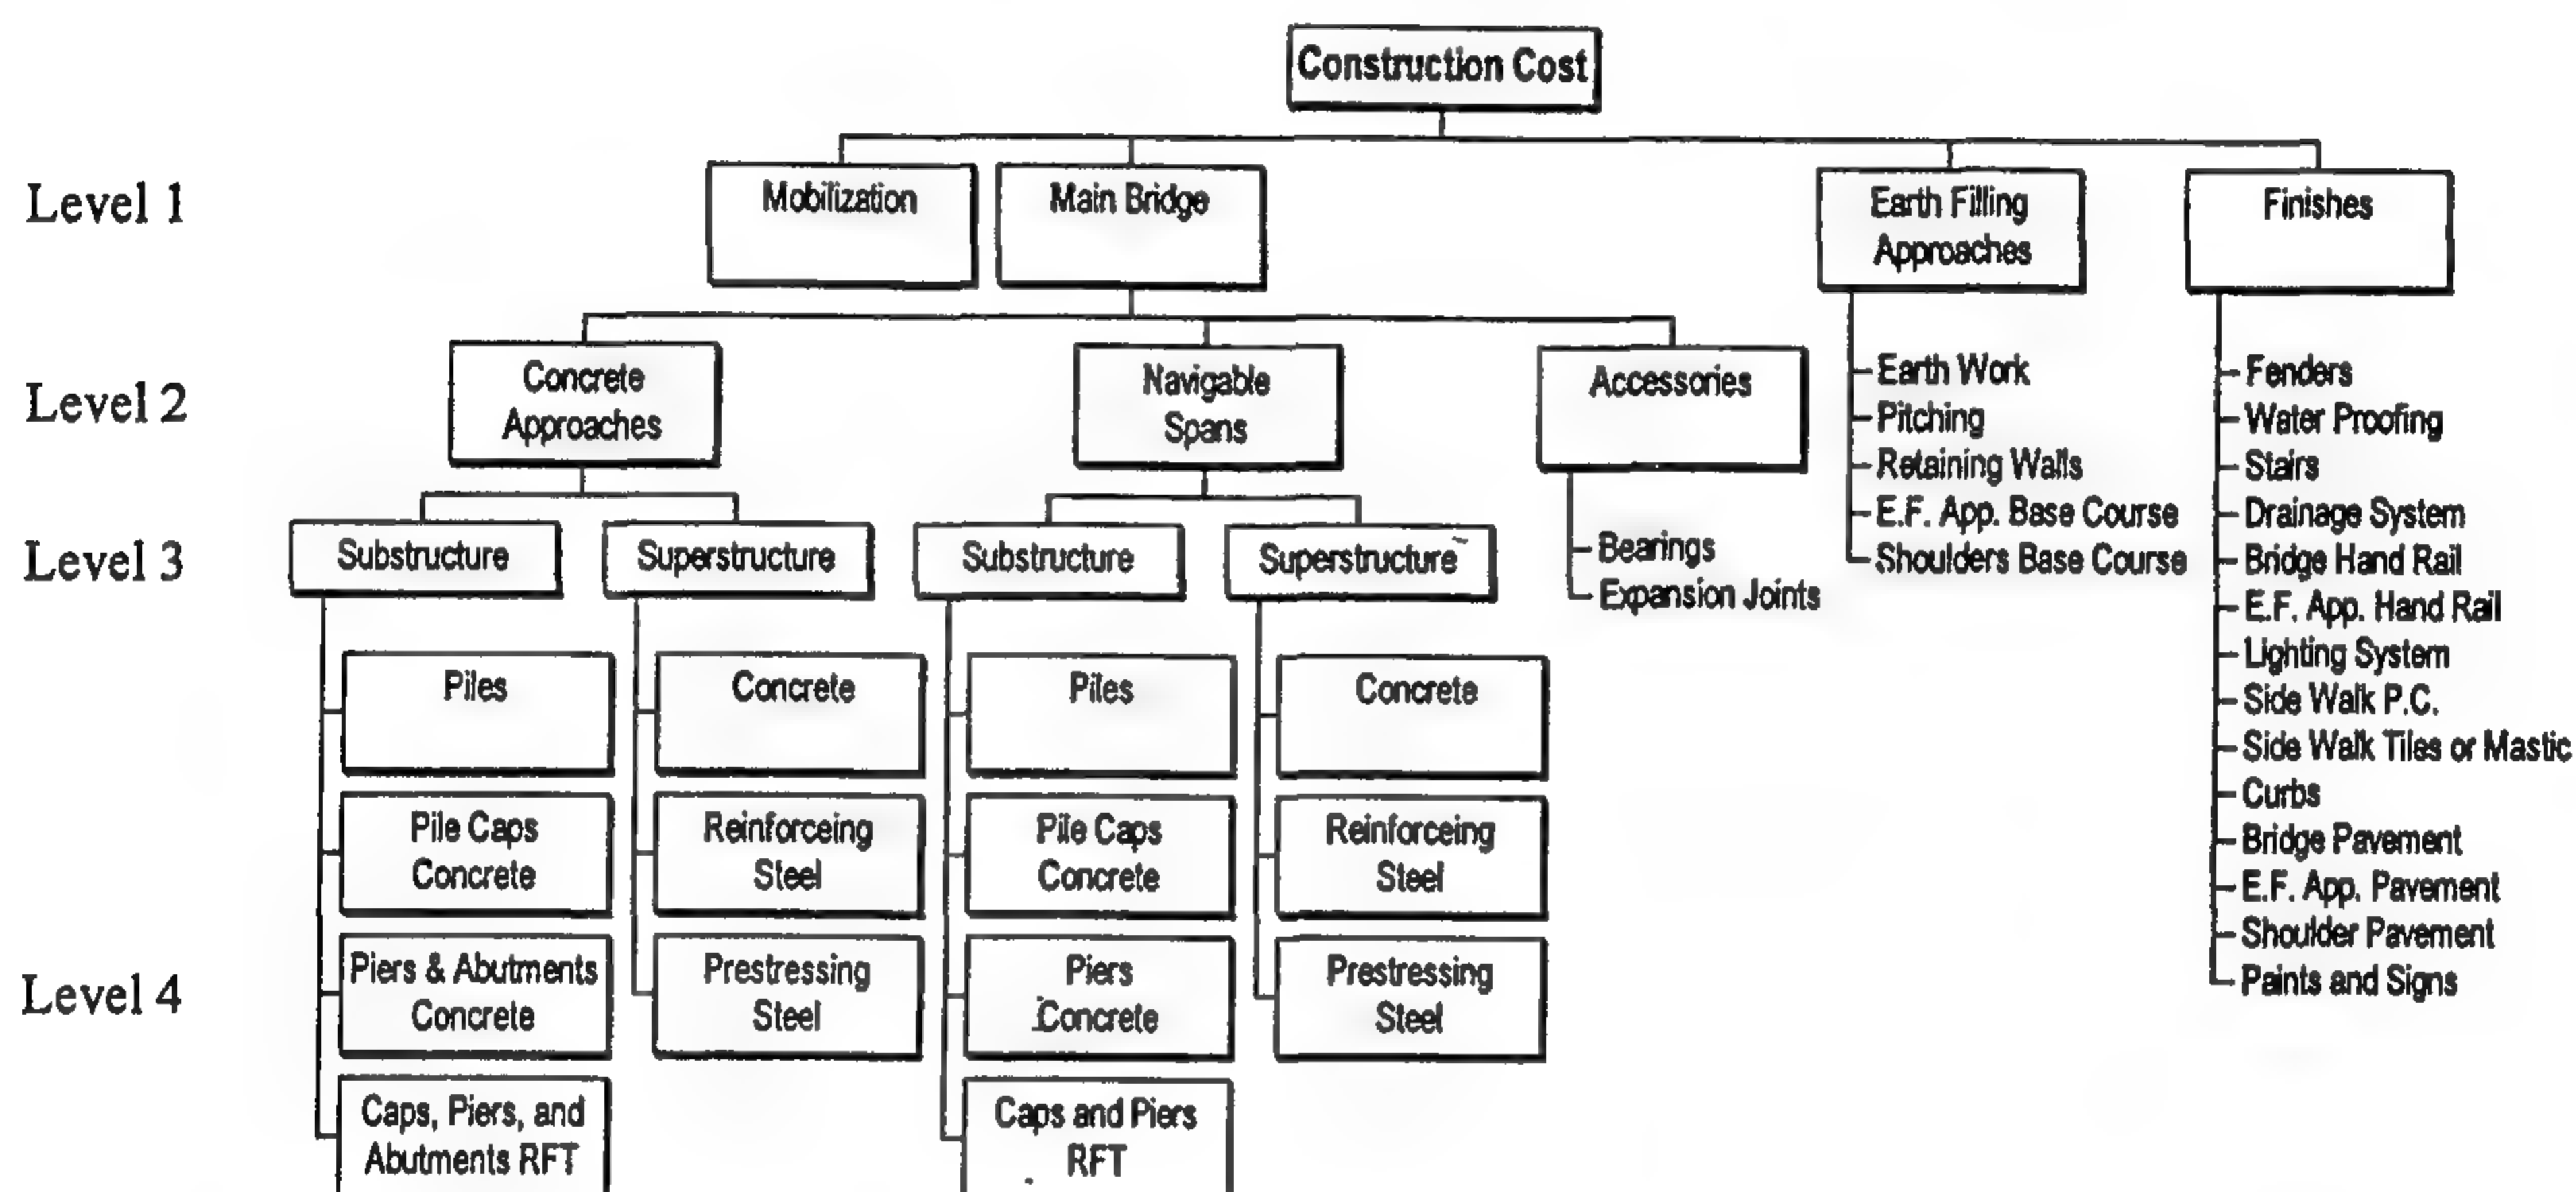 Construction Cost
Level 1
Mobilization
Main Bridge
Earth Filling
Approaches
Finishes
Level 2
Concrete
Approaches
Navigable
Spans
Accessories
Earth Work
Pitching
Retaining Walls
E.F. App. Base Course
Shoulders Base Course
Fenders
Water Proofing
Stairs
Drainage System
Bridge Hand Rail
E.F. App. Hand Rail
Lighting System
Side Walk P.C.
Side Walk Tiles or Mastic
Curbs
Bridge Pavement
E.F. App. Pavement
Shoulder Pavement
Paints and Signs
Level 3
Substructure
Superstructure
Substructure
Superstructure
Bearings
Expansion Joints
Level 4
Piles
Pile Caps
Concrete
Piers & Abutments
Concrete
Caps, Piers, and
Abutments RFT
Concrete
Reinforceing
Steel
Prestressing
Steel
Piles
Pile Caps
Concrete
Piers
Concrete
Caps and Piers
RFT
Concrete
Reinforceing
Steel
Prestressing
Steel